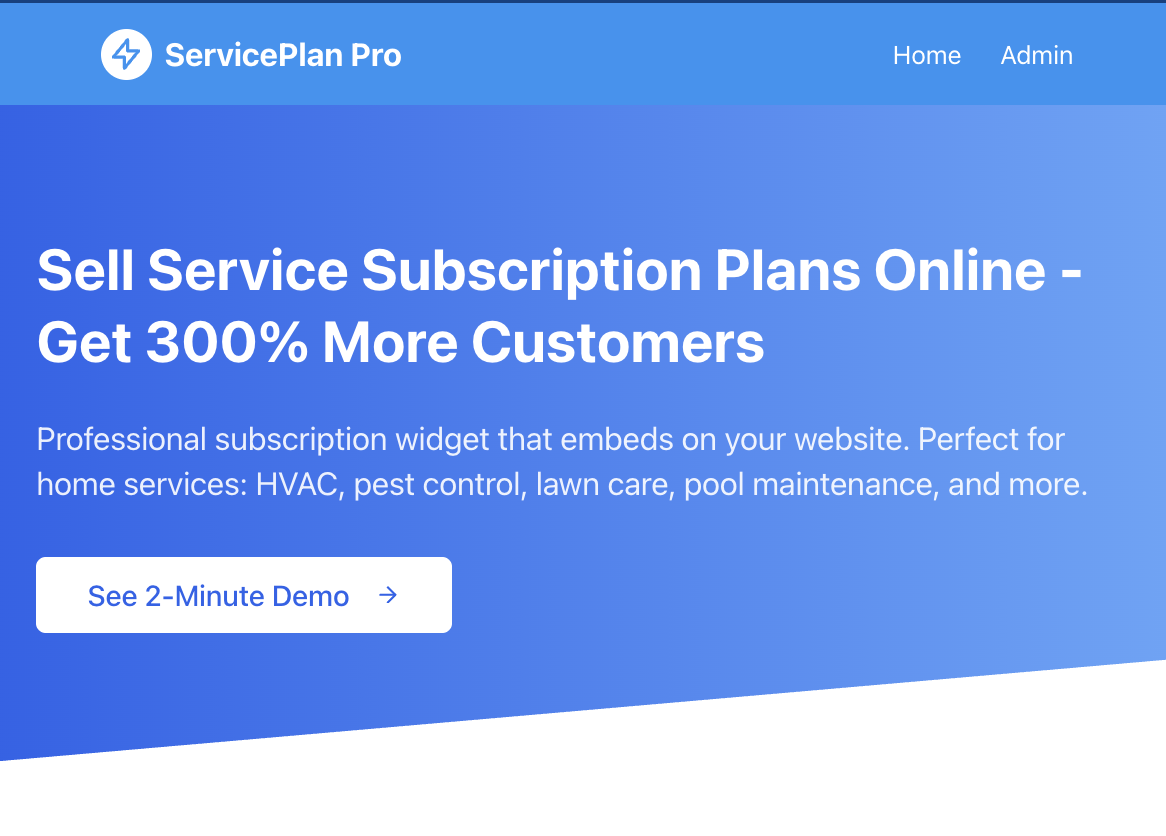 ServicePlan Pro
Home Admin
Sell Service Subscription Plans Online -
Get 300% More Customers
Professional subscription widget that embeds on your website. Perfect for
home services: HVAC, pest control, lawn care, pool maintenance, and more.
See 2-Minute Demo →